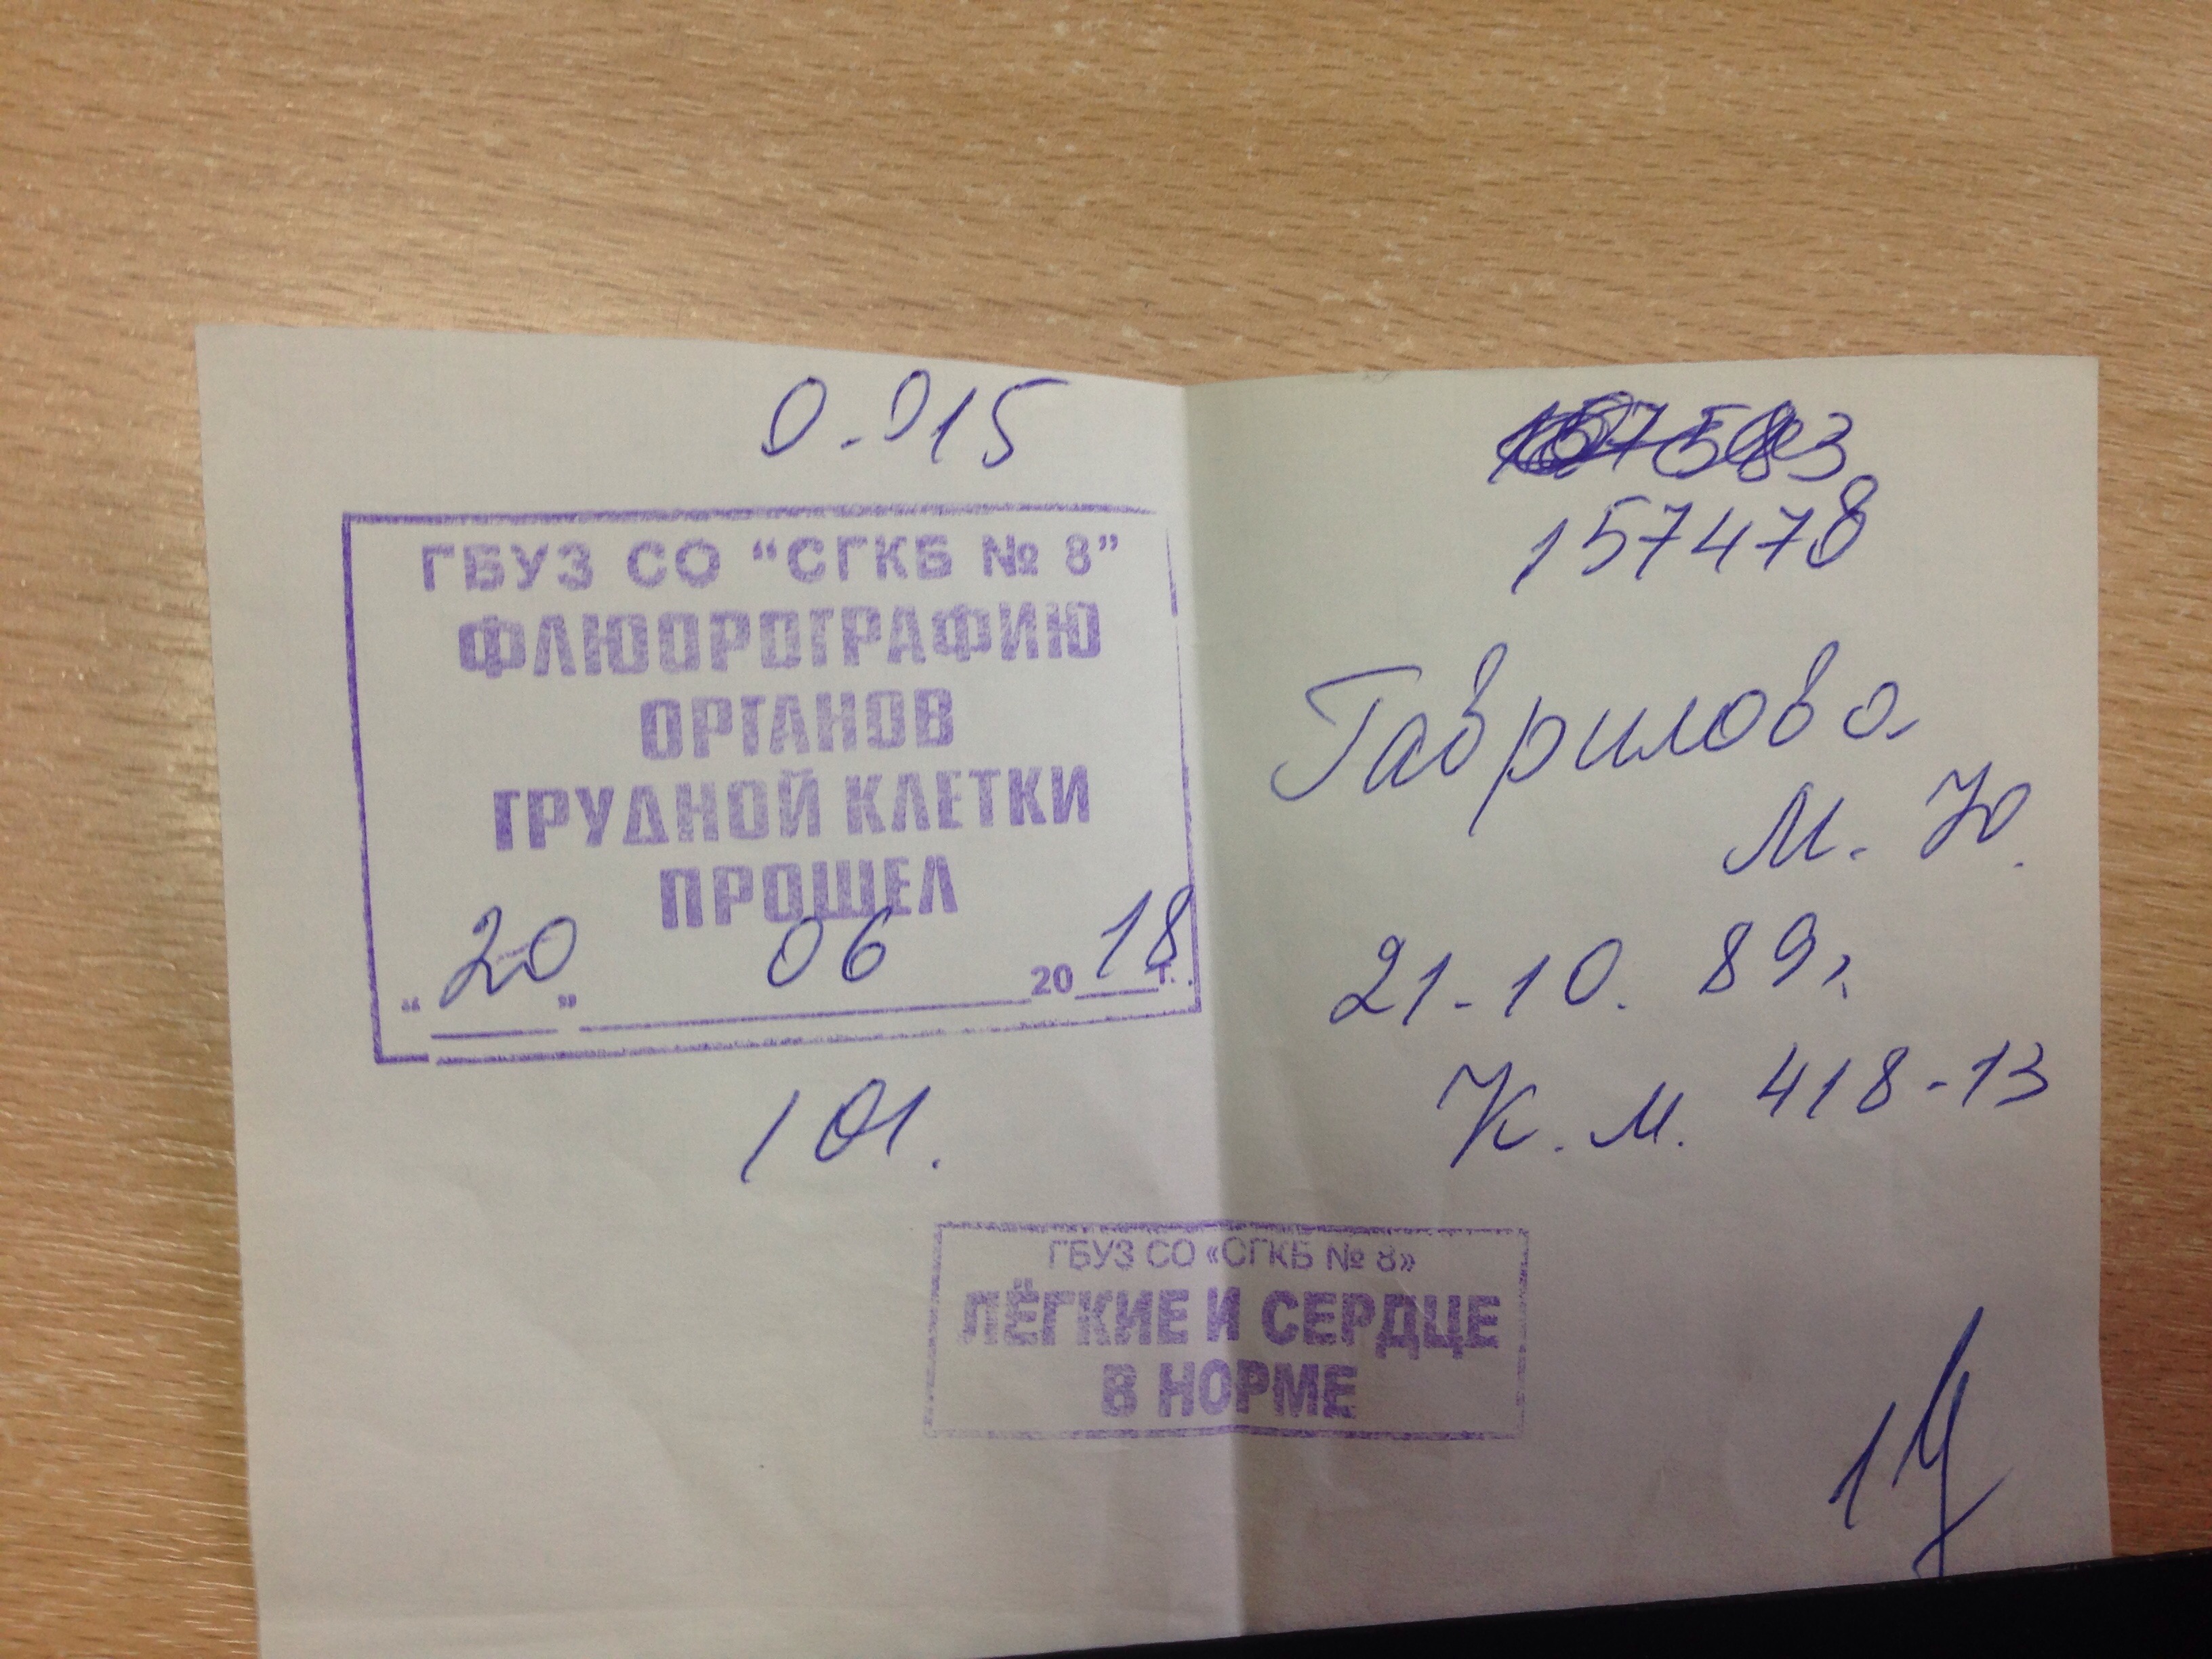 0.015
ГБУЗ СО "СГКБ № 8"
ФЛЮОРОГРАФИЮ
ОРГАНОВ
ГРУДНОЙ КЛЕТКИ
ПРОШЕЛ
"20" 06 2018г.
101.
157478
Гаврилова
М. Ю.
21-10. 89г.
К. М. 418-13
ГБУЗ СО «СГКБ № 8»
ЛЁГКИЕ И СЕРДЦЕ
В НОРМЕ